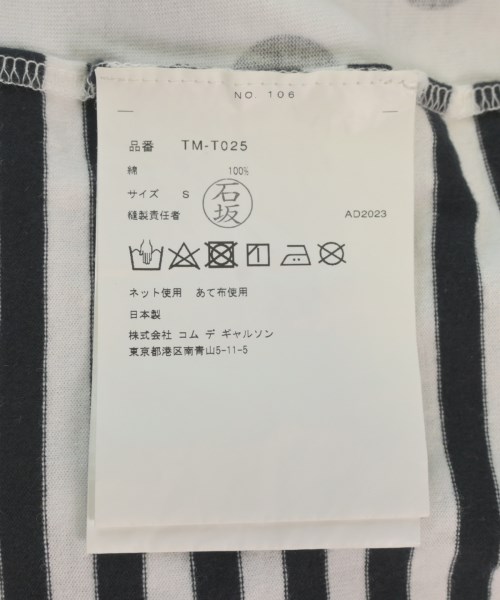 NO. 106
品番 TM-T025
綿 100%
サイズ S
石坂
縫製責任者
AD2023
ネット使用 あて布使用
日本製
株式会社 コム デ ギャルソン
東京都港区南青山5-11-5